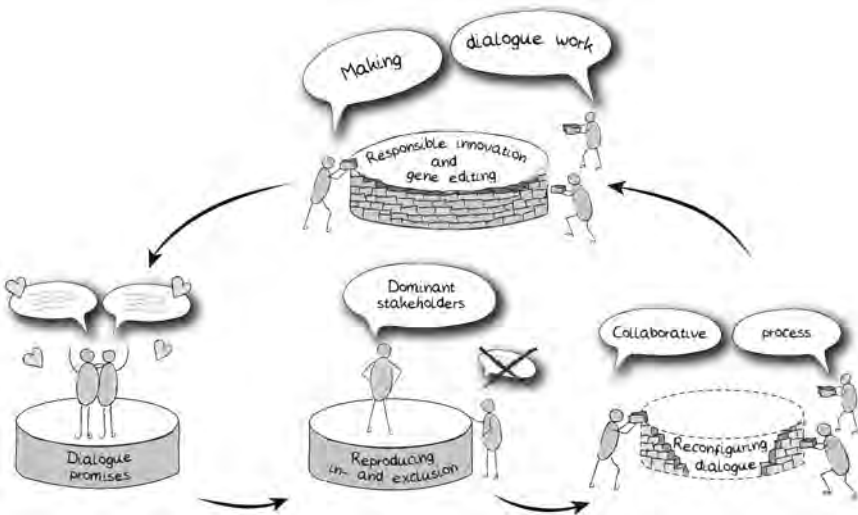 Making
dialogue work
Responsible innovation
and
gene editing
Dialogue
promises
Dominant
stakeholders
Reproducing
in- and exclusion
Collaborative
process
Reconfiguring
dialogue